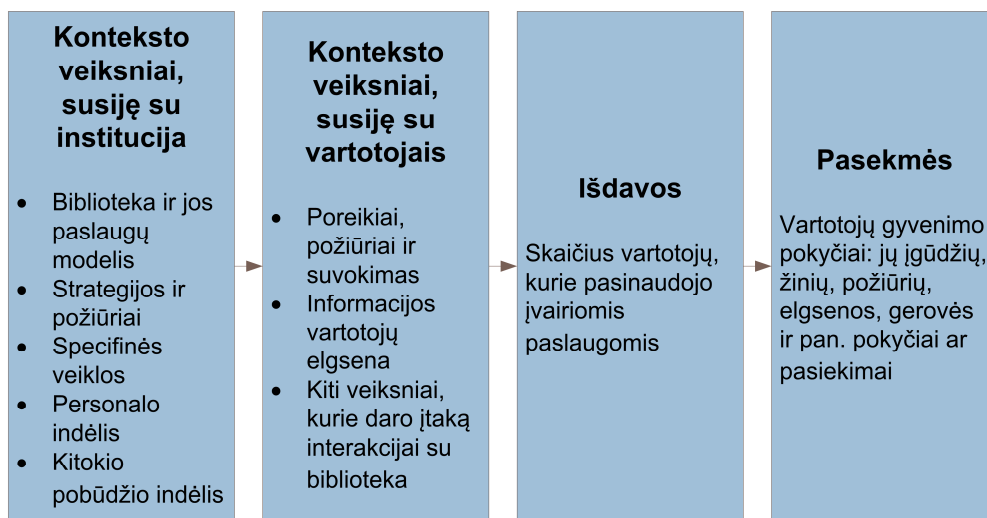 Konteksto
veiksniai,
susiję su
institucija
• Biblioteka ir jos
paslaugų
modelis
• Strategijos ir
požiūriai
• Specifinės
veiklos
• Personalo
indėlis
• Kitokio
pobūdžio indėlis
Konteksto
veiksniai,
susiję su
vartotojais
• Poreikiai,
požiūriai ir
suvokimas
• Informacijos
vartotojų
elgsena
• Kiti veiksniai,
kurie daro įtaką
interakcijai su
biblioteka
Išdavos
Skaičius vartotojų,
kurie pasinaudojo
įvairiomis
paslaugomis
Pasekmės
Vartotojų gyvenimo
pokyčiai: jų įgūdžių,
žinių, požiūrių,
elgsenos, gerovės
ir pan. pokyčiai ar
pasiekimai